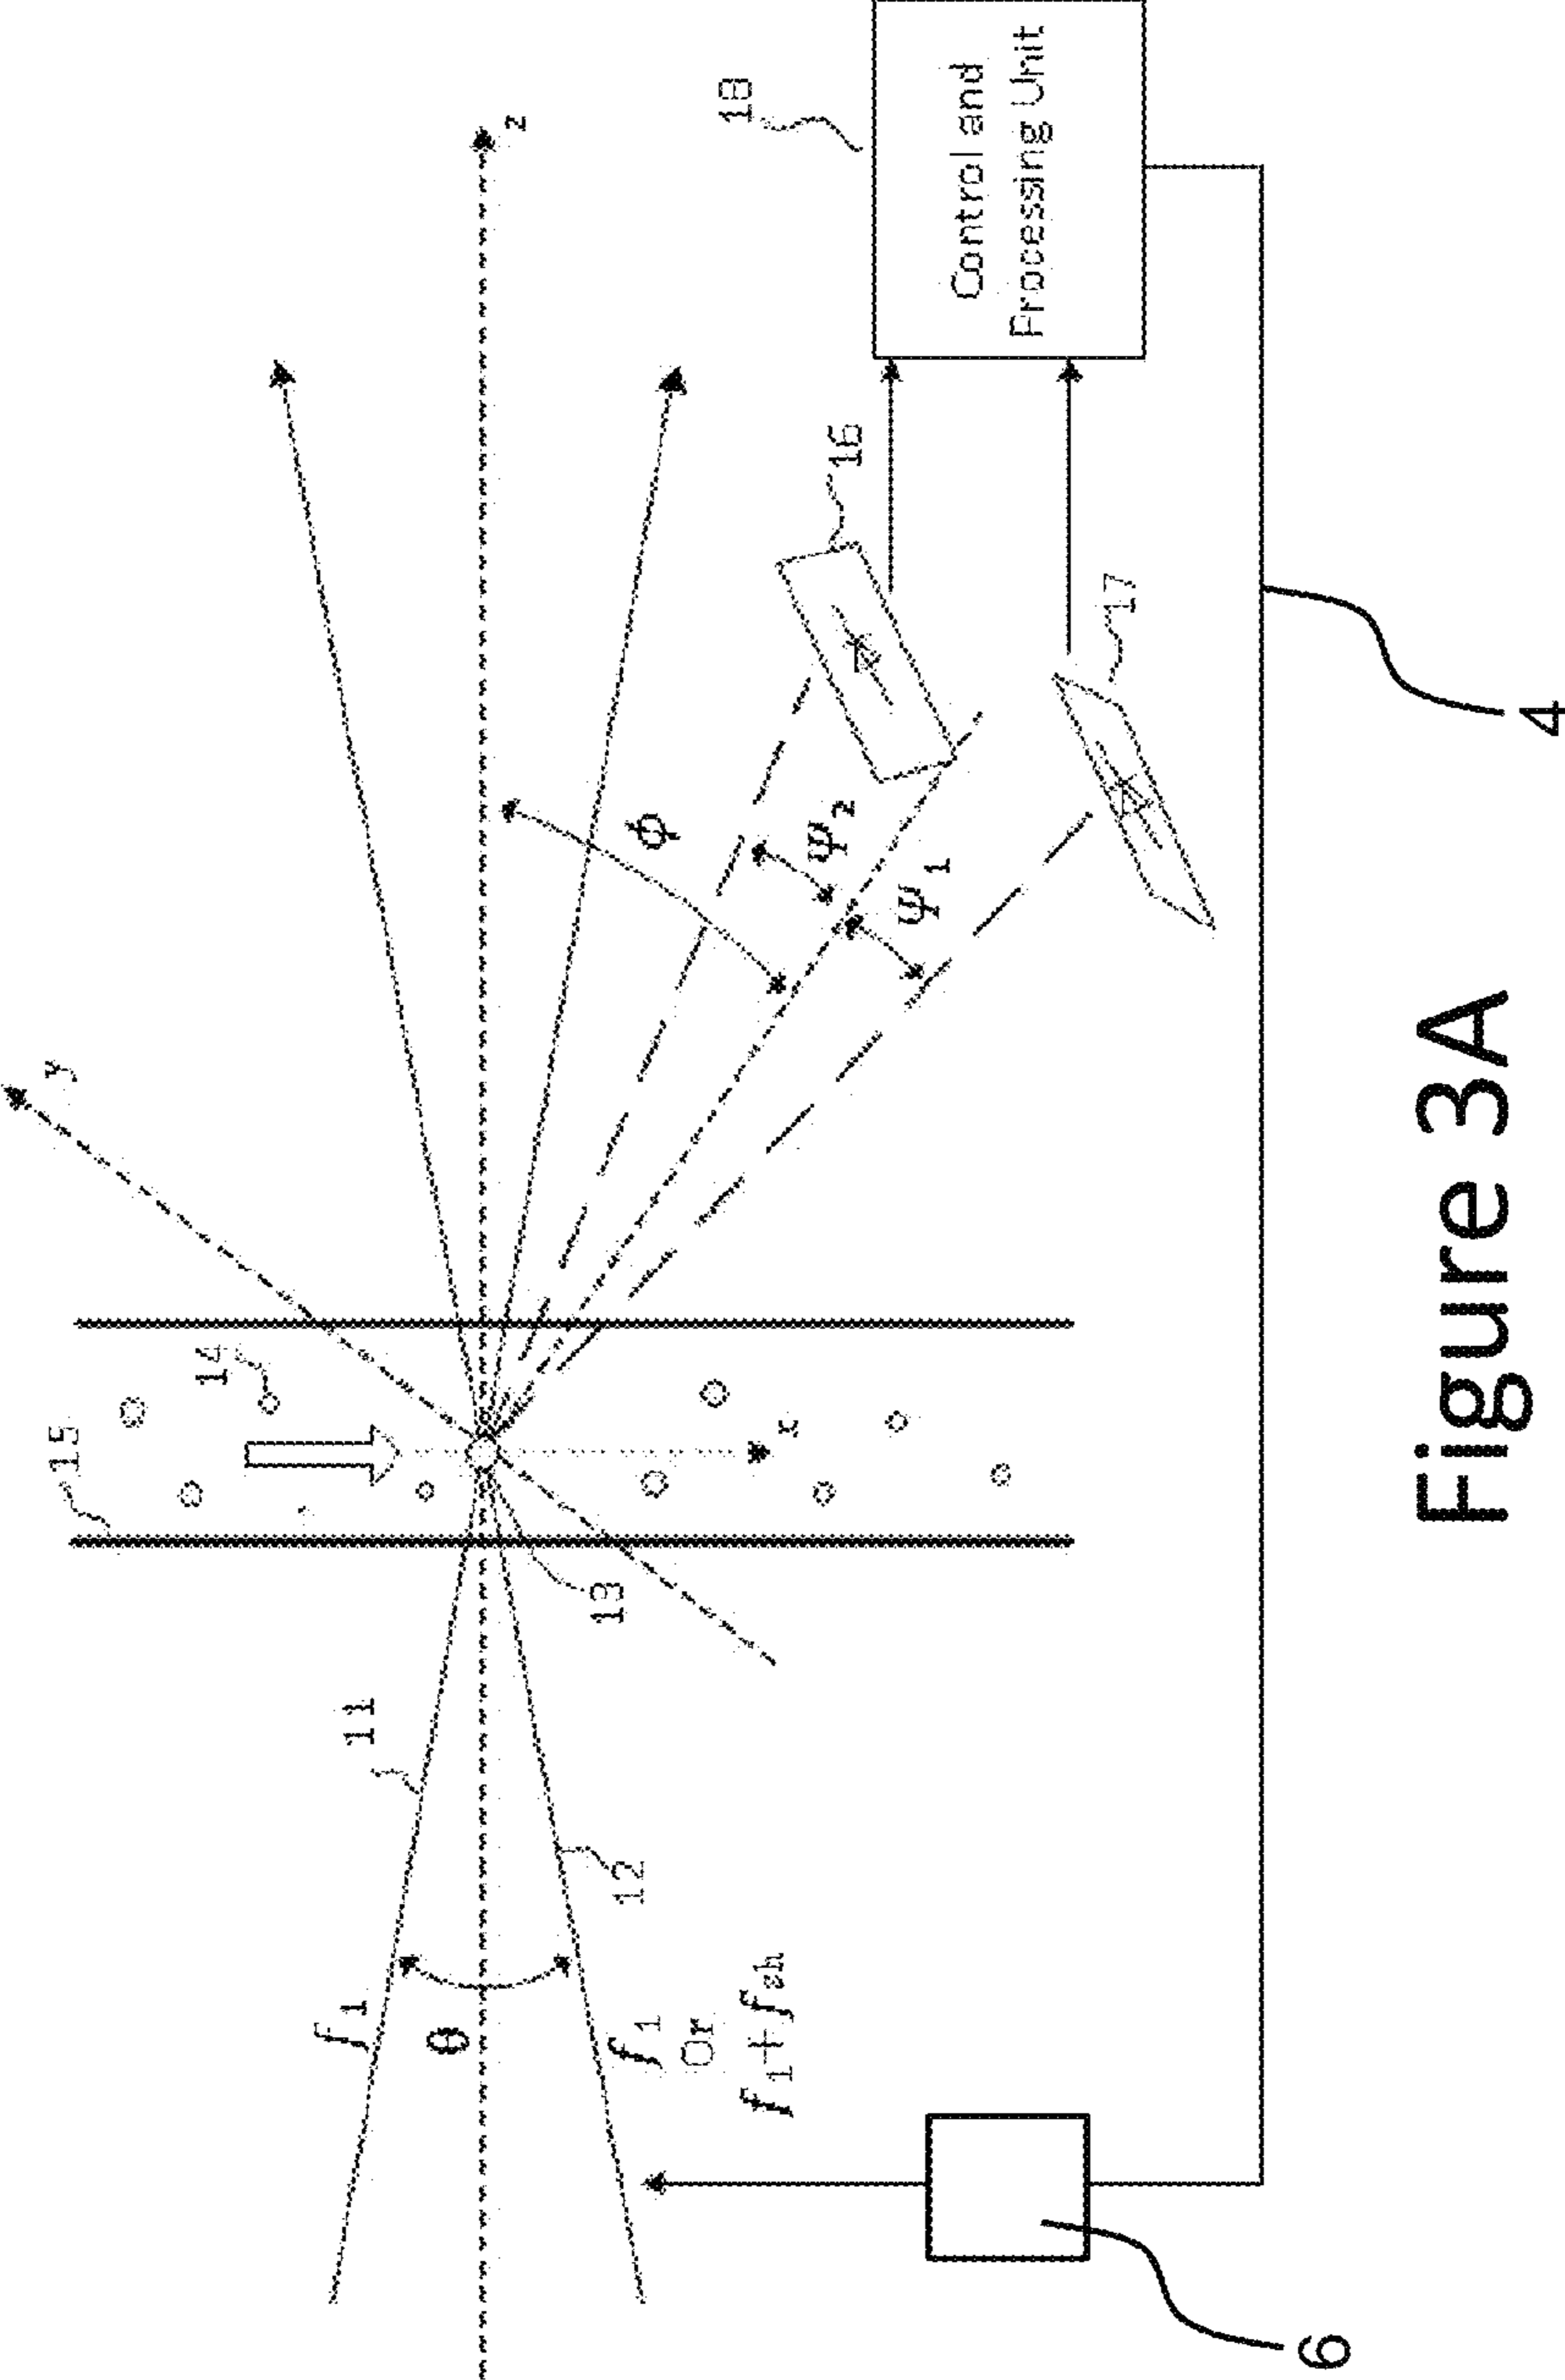 18
Control and
Processing Unit
z
16
17
4
ϕ
Ψ2
Ψ1
y
14
15
x
13
11
12
f1
θ
f1
Or
f1+fsh
6
Figure 3A